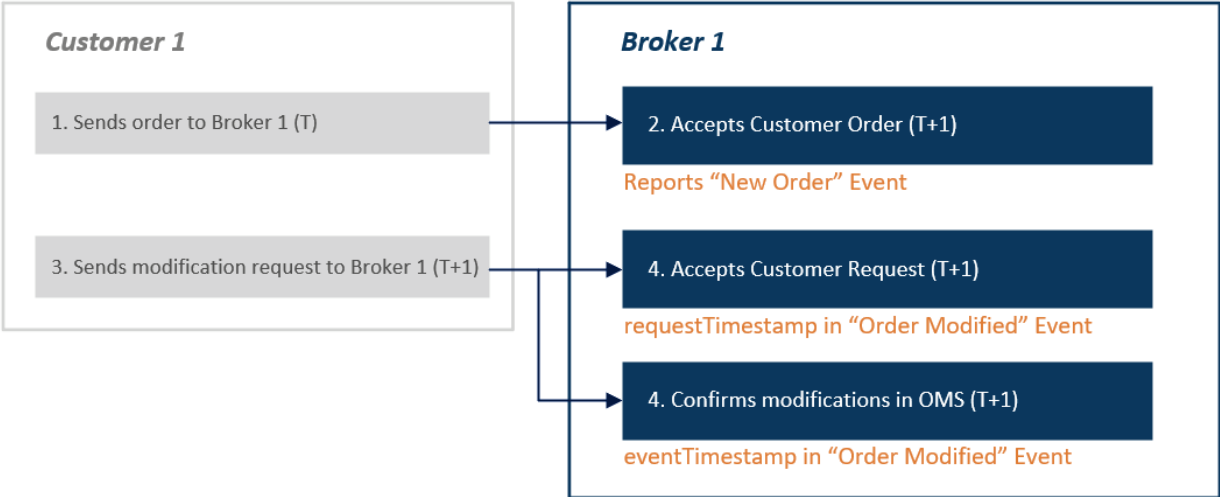 Customer 1
Broker 1
1. Sends order to Broker 1 (T)
2. Accepts Customer Order (T+1)
Reports “New Order” Event
3. Sends modification request to Broker 1 (T+1)
4. Accepts Customer Request (T+1)
requestTimestamp in “Order Modified” Event
4. Confirms modifications in OMS (T+1)
eventTimestamp in “Order Modified” Event